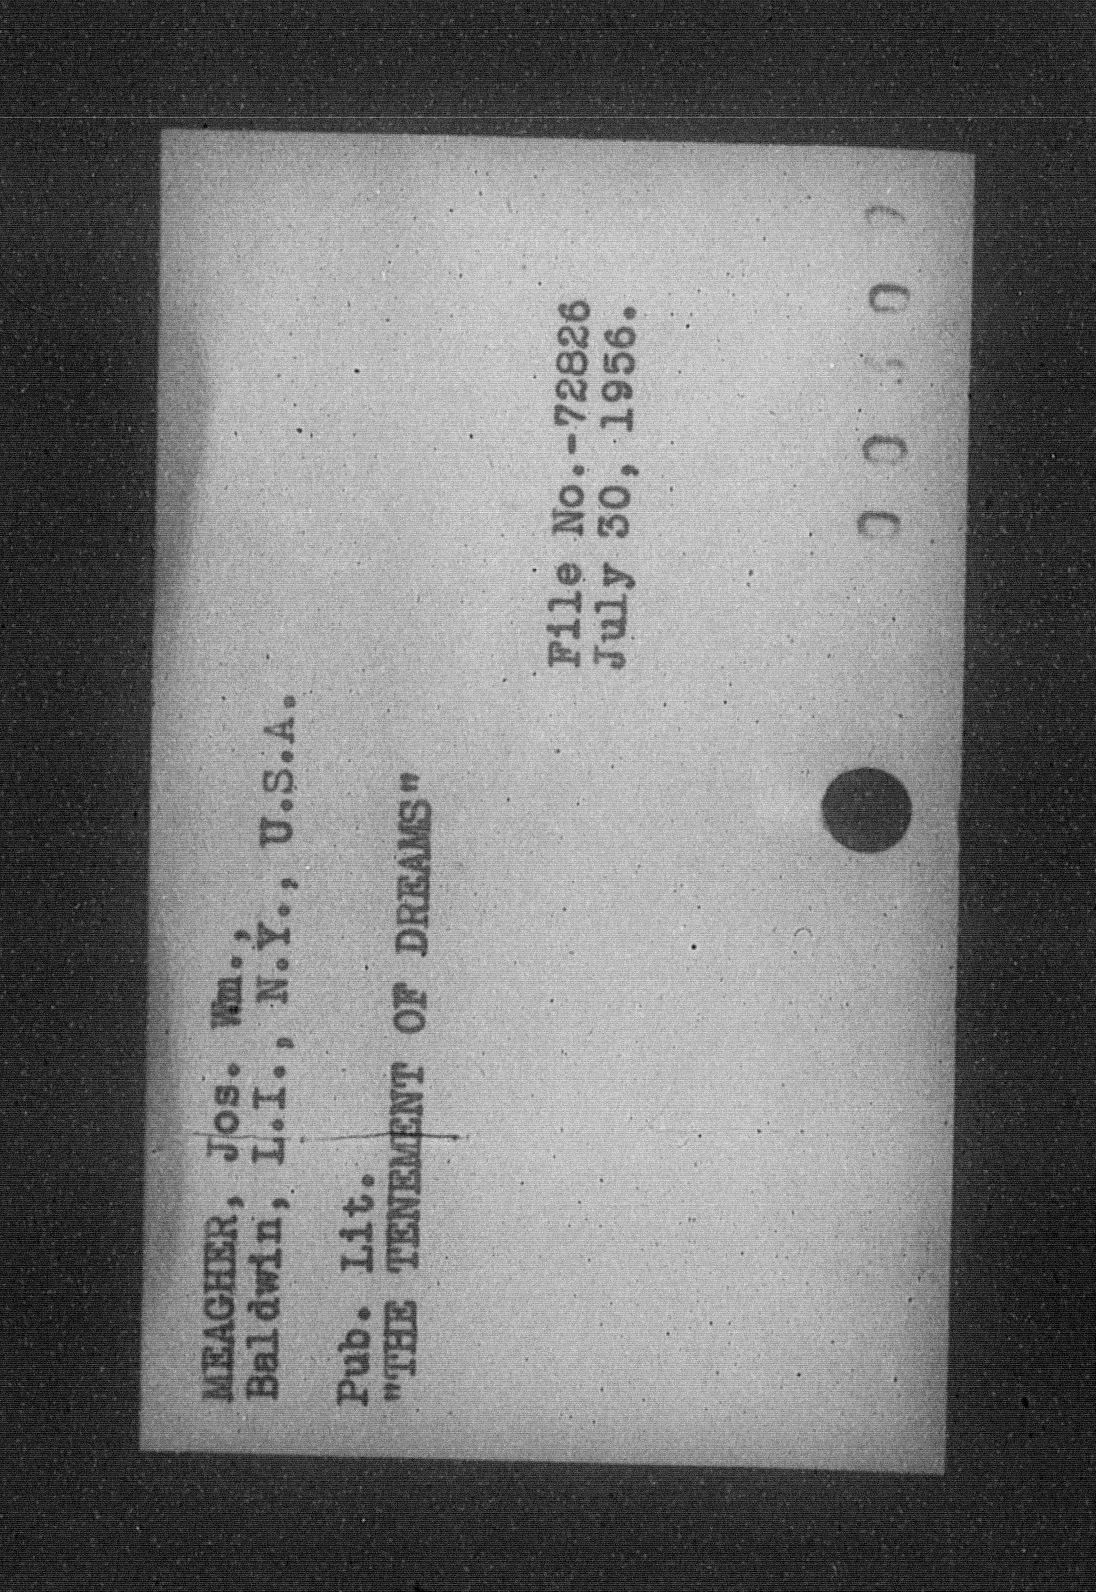 MEAGHER, Jos. Wm.,
Baldwin, L.I., N.Y., U.S.A.
Pub. Lit.
"THE TENEMENT OF DREAMS"
File No.-72826
July 30, 1956.